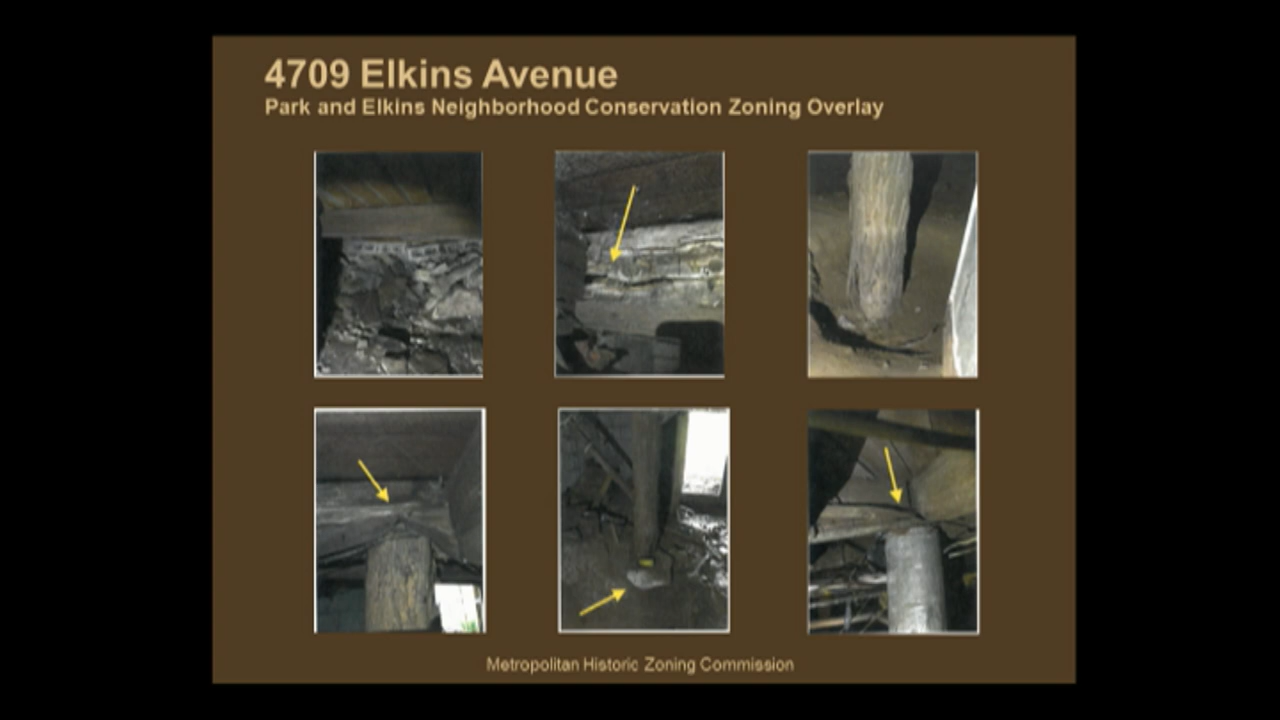 4709 Elkins Avenue
Park and Elkins Neighborhood Conservation Zoning Overlay
Metropolitan Historic Zoning Commission